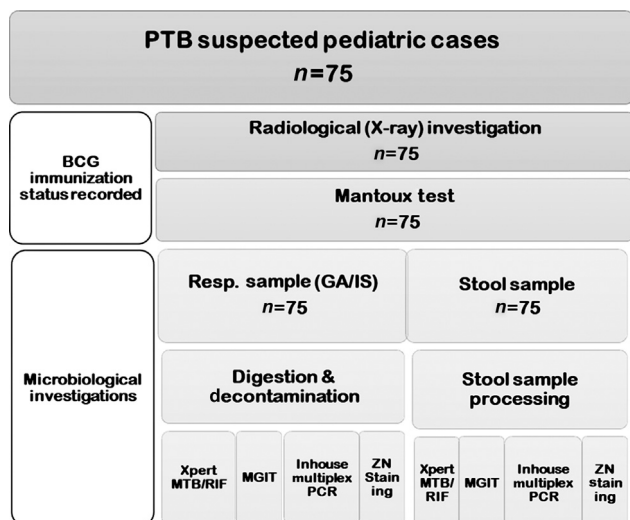 PTB suspected pediatric cases
n=75
BCG
immunization
status recorded
Radiological (X-ray) investigation
n=75
Mantoux test
n=75
Microbiological
investigations
Resp. sample (GA/IS)
n=75
Stool sample
n=75
Digestion &
decontamination
Stool sample
processing
Xpert
MTB/RIF
MGIT
Inhouse
multiplex
PCR
ZN
Stain
ing
Xpert
MTB/
RIF
MGIT
Inhouse
multiplex
PCR
ZN
stain
ing